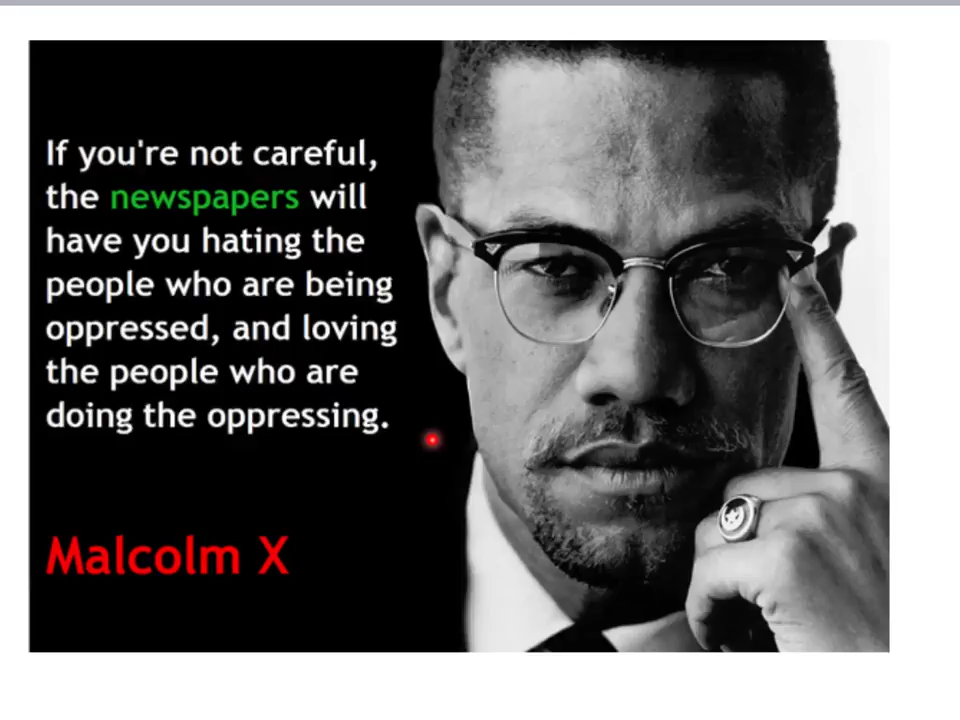 If you're not careful,
the newspapers will
have you hating the
people who are being
oppressed, and loving
the people who are
doing the oppressing.
Malcolm X